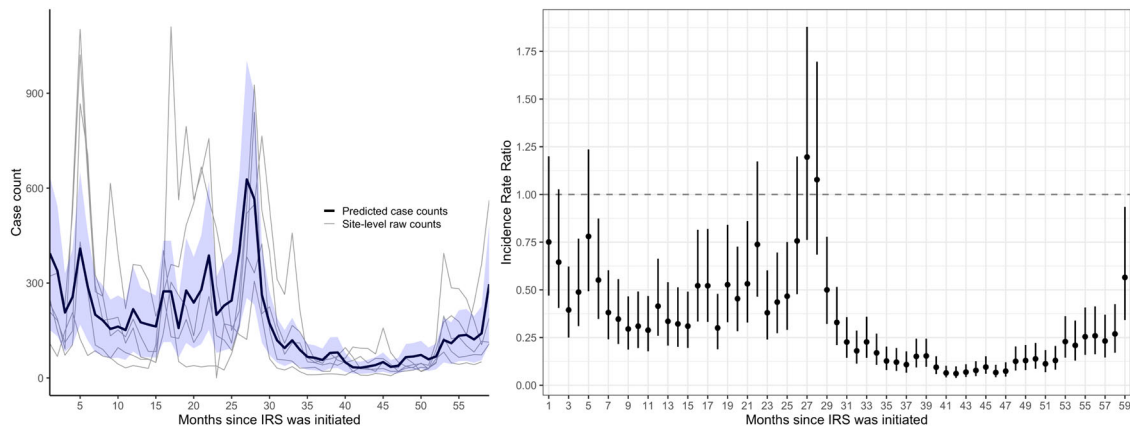 Case count
900
600
300
0
Predicted case counts
Site-level raw counts
5 10 15 20 25 30 35 40 45 50 55
Months since IRS was initiated
Incidence Rate Ratio
1.75
1.50
1.25
1.00
0.75
0.50
0.25
0.00
1 3 5 7 9 11 13 15 17 19 21 23 25 27 29 31 33 35 37 39 41 43 45 47 49 51 53 55 57 59
Months since IRS was initiated